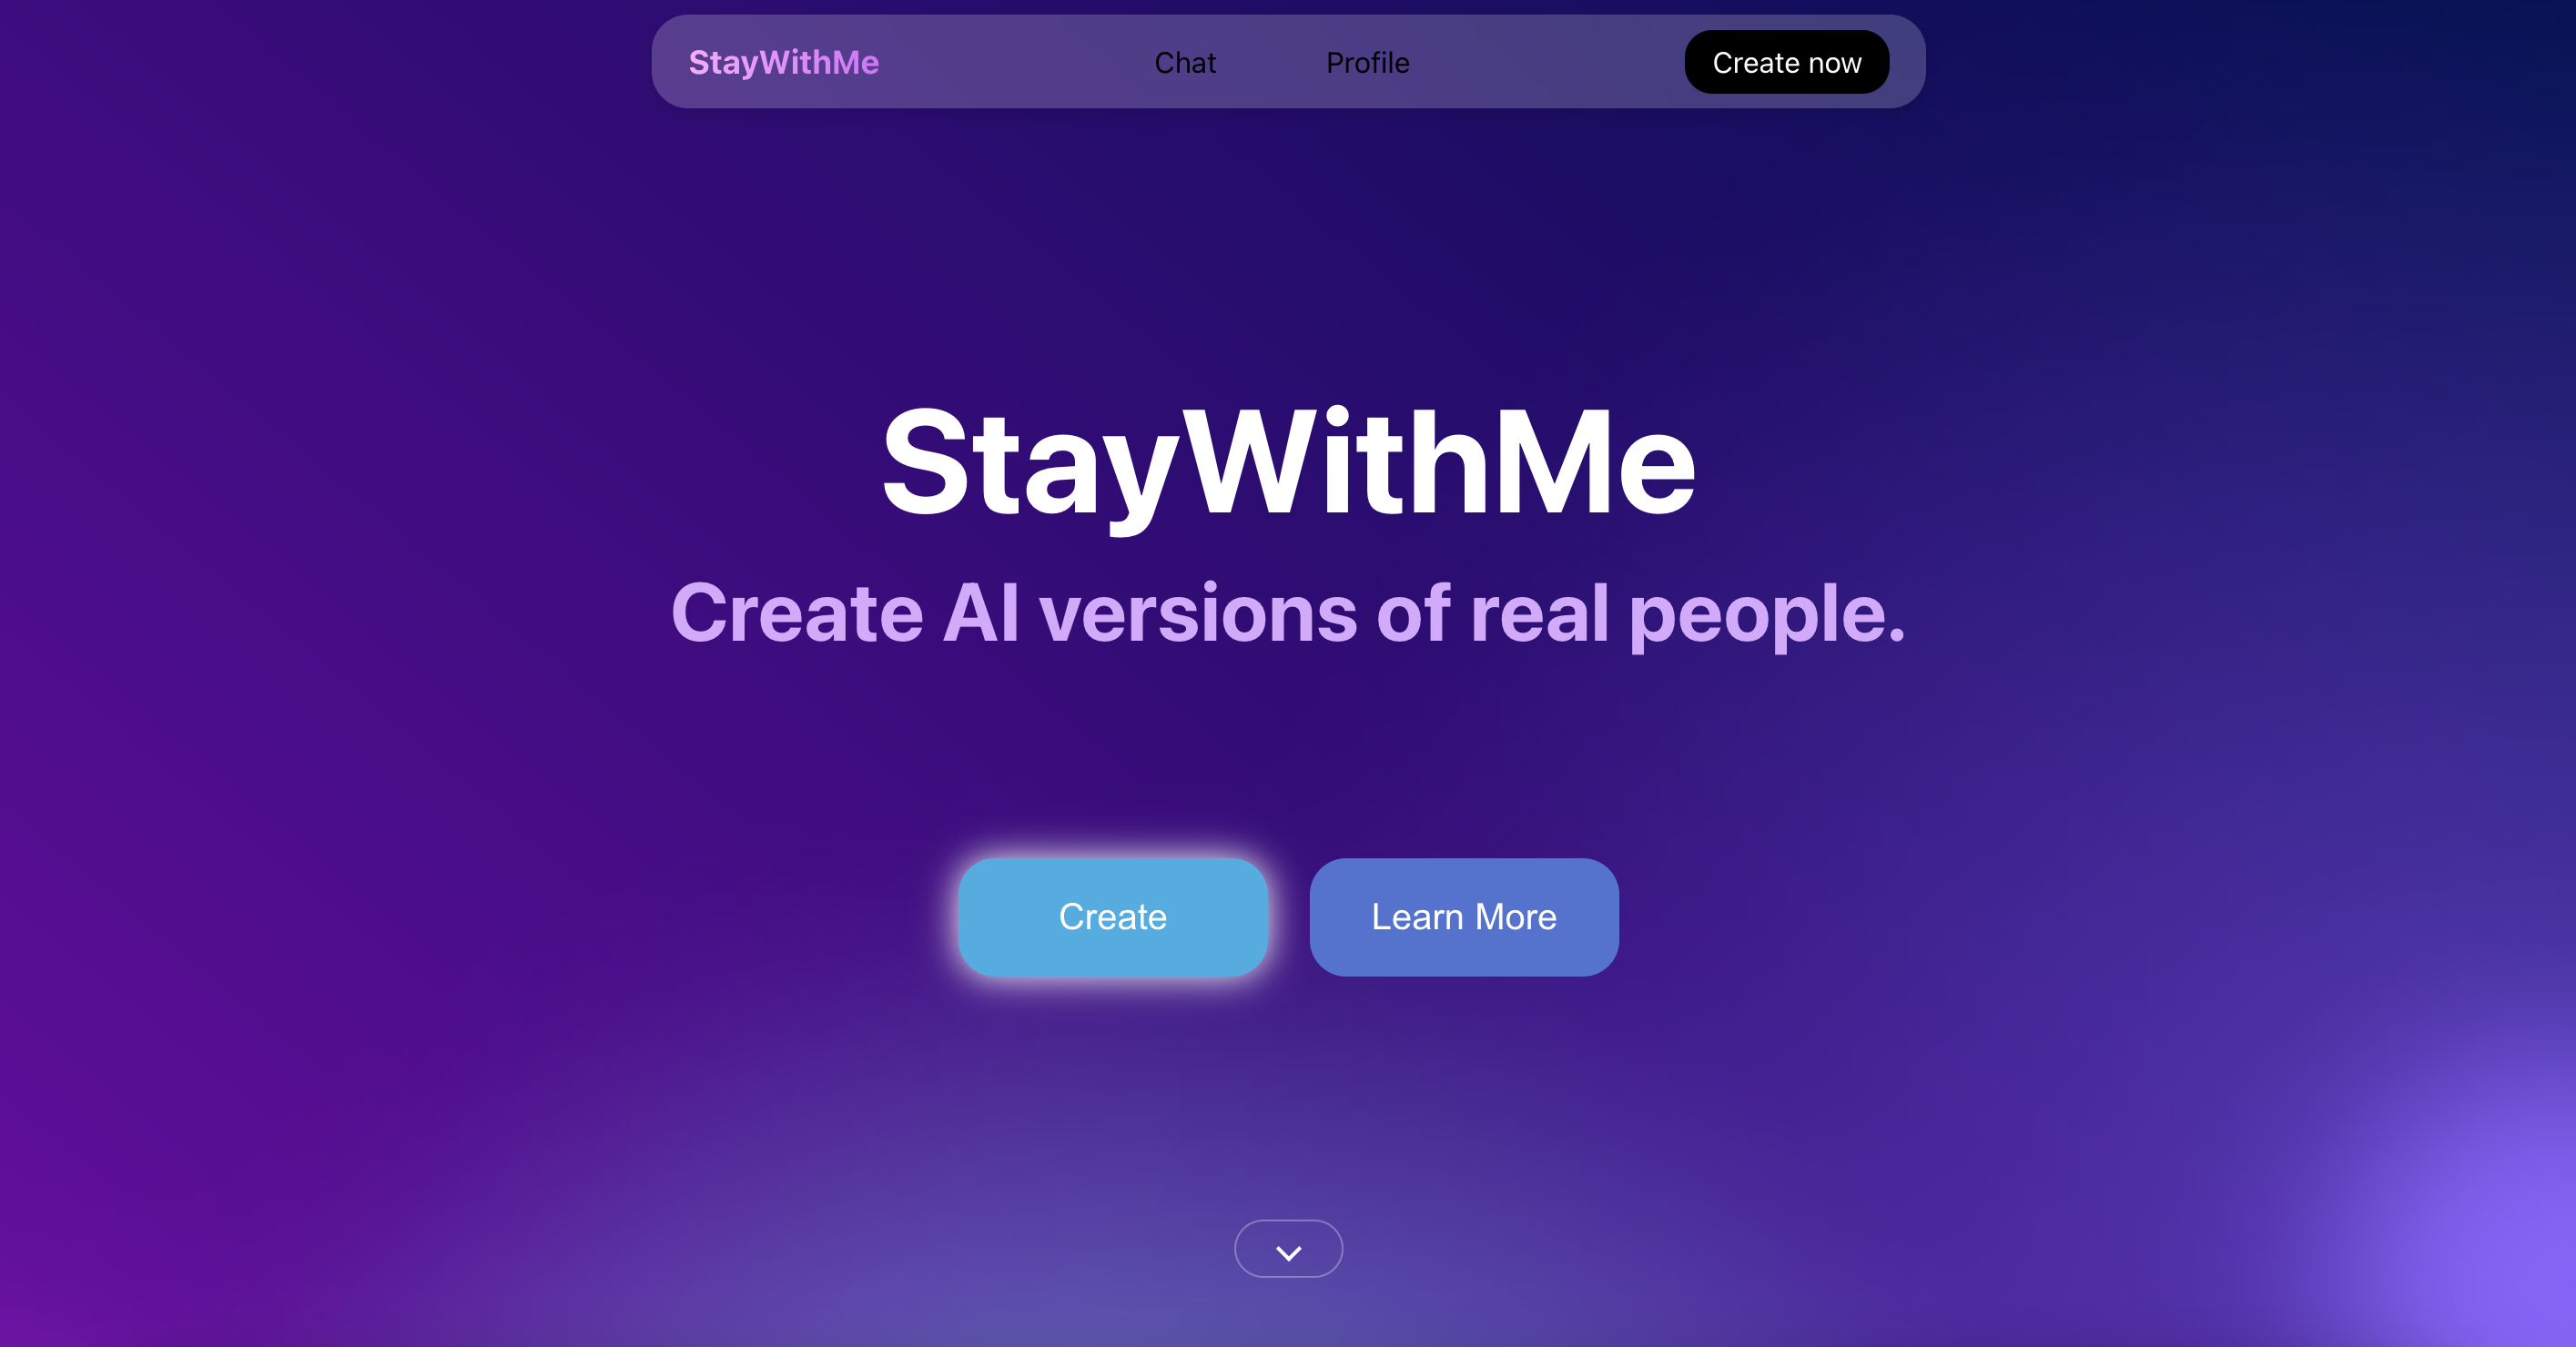 StayWithMe
Chat
Profile
Create now
StayWithMe
Create AI versions of real people.
Create
Learn More